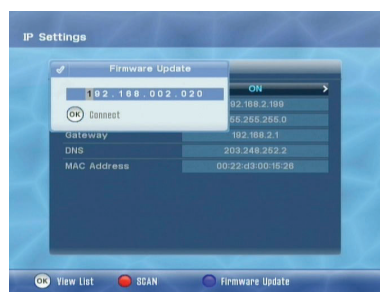 IP Settings
Firmware Update
192.168.002.020
OK Connect
ON
92.168.2.199
55.255.255.0
Gateway 192.168.2.1
DNS 203.248.252.2
MAC Address 00:22:d3:00:15:26
OK View List SCAN Firmware Update